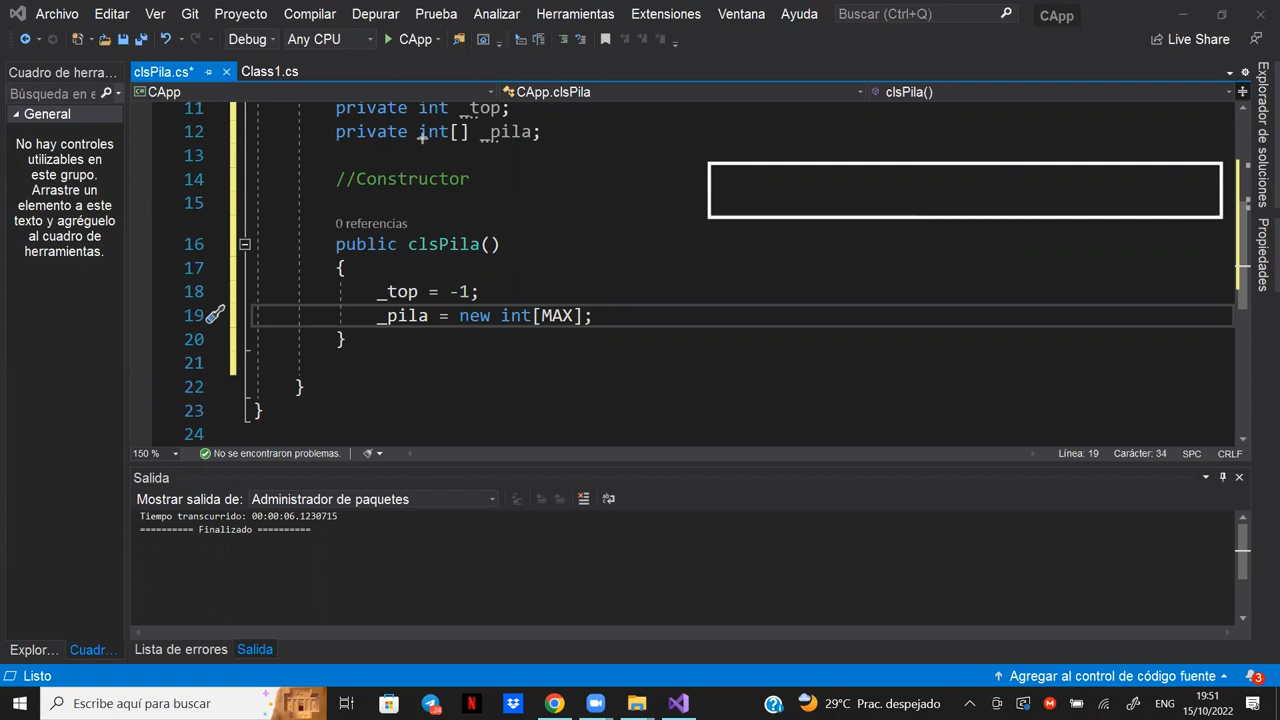 Archivo Editar Ver Git Proyecto Compilar Depurar Prueba Analizar Herramientas Extensiones Ventana Ayuda Buscar (Ctrl+Q) CApp
Debug Any CPU CApp Live Share
Cuadro de herra... clsPila.cs* Class1.cs
Búsqueda en e CApp CApp.clsPila clsPila()
General
No hay controles
utilizables en
este grupo.
Arrastre un
elemento a este
texto y agréguelo
al cuadro de
herramientas.
11 private int _top;
12 private int[] _pila;
13
14 //Constructor
15
0 referencias
16 public clsPila()
17 {
18 _top = -1;
19 _pila = new int[MAX];
20 }
21
22 }
23 }
24
150 % No se encontraron problemas. Línea: 19 Carácter: 34 SPC CRLF
Explorador de soluciones
Propiedades
Salida
Mostrar salida de: Administrador de paquetes
Tiempo transcurrido: 00:00:06.1230715
========== Finalizado ==========
Explor... Cuadr... Lista de errores Salida
Listo Agregar al control de código fuente 3
Escribe aquí para buscar 24 29°C Prac. despejado ENG 19:51
15/10/2022